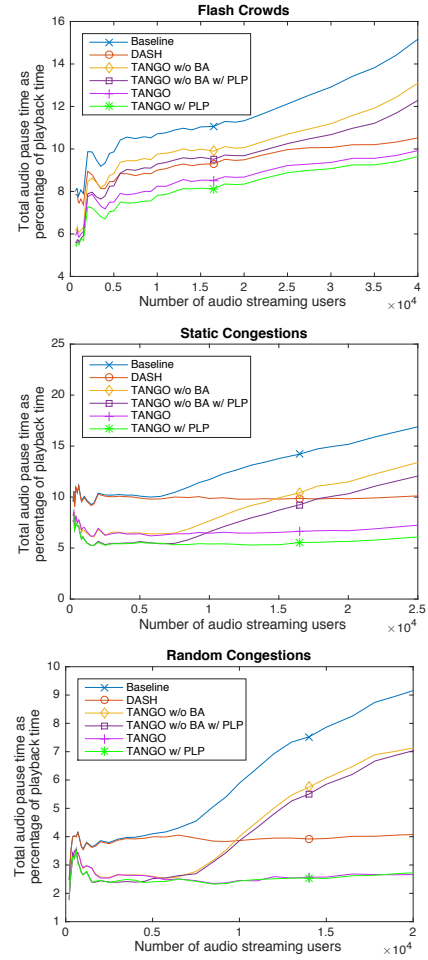 Flash Crowds
Total audio pause time as
percentage of playback time
16
14
12
10
8
6
4
Baseline
DASH
TANGO w/o BA
TANGO w/o BA w/ PLP
TANGO
TANGO w/ PLP
0 0.5 1 1.5 2 2.5 3 3.5 4
Number of audio streaming users
×10⁴
Static Congestions
Total audio pause time as
percentage of playback time
25
20
15
10
5
0
Baseline
DASH
TANGO w/o BA
TANGO w/o BA w/ PLP
TANGO
TANGO w/ PLP
0 0.5 1 1.5 2 2.5
Number of audio streaming users
×10⁴
Random Congestions
Total audio pause time as
percentage of playback time
10
9
8
7
6
5
4
3
2
1
Baseline
DASH
TANGO w/o BA
TANGO w/o BA w/ PLP
TANGO
TANGO w/ PLP
0 0.5 1 1.5 2
Number of audio streaming users
×10⁴